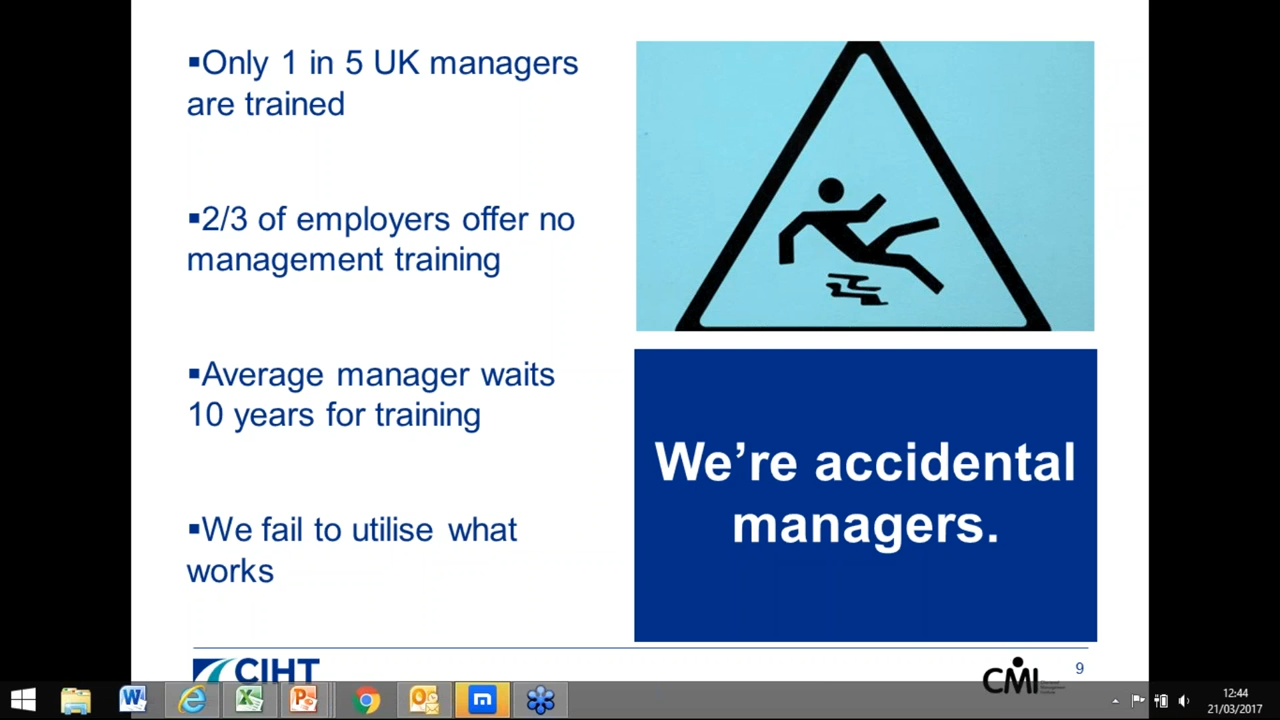 ▪Only 1 in 5 UK managers
are trained
▪2/3 of employers offer no
management training
▪Average manager waits
10 years for training
▪We fail to utilise what
works
We’re accidental
managers.
CIHT
CMI
9
12:44
21/03/2017